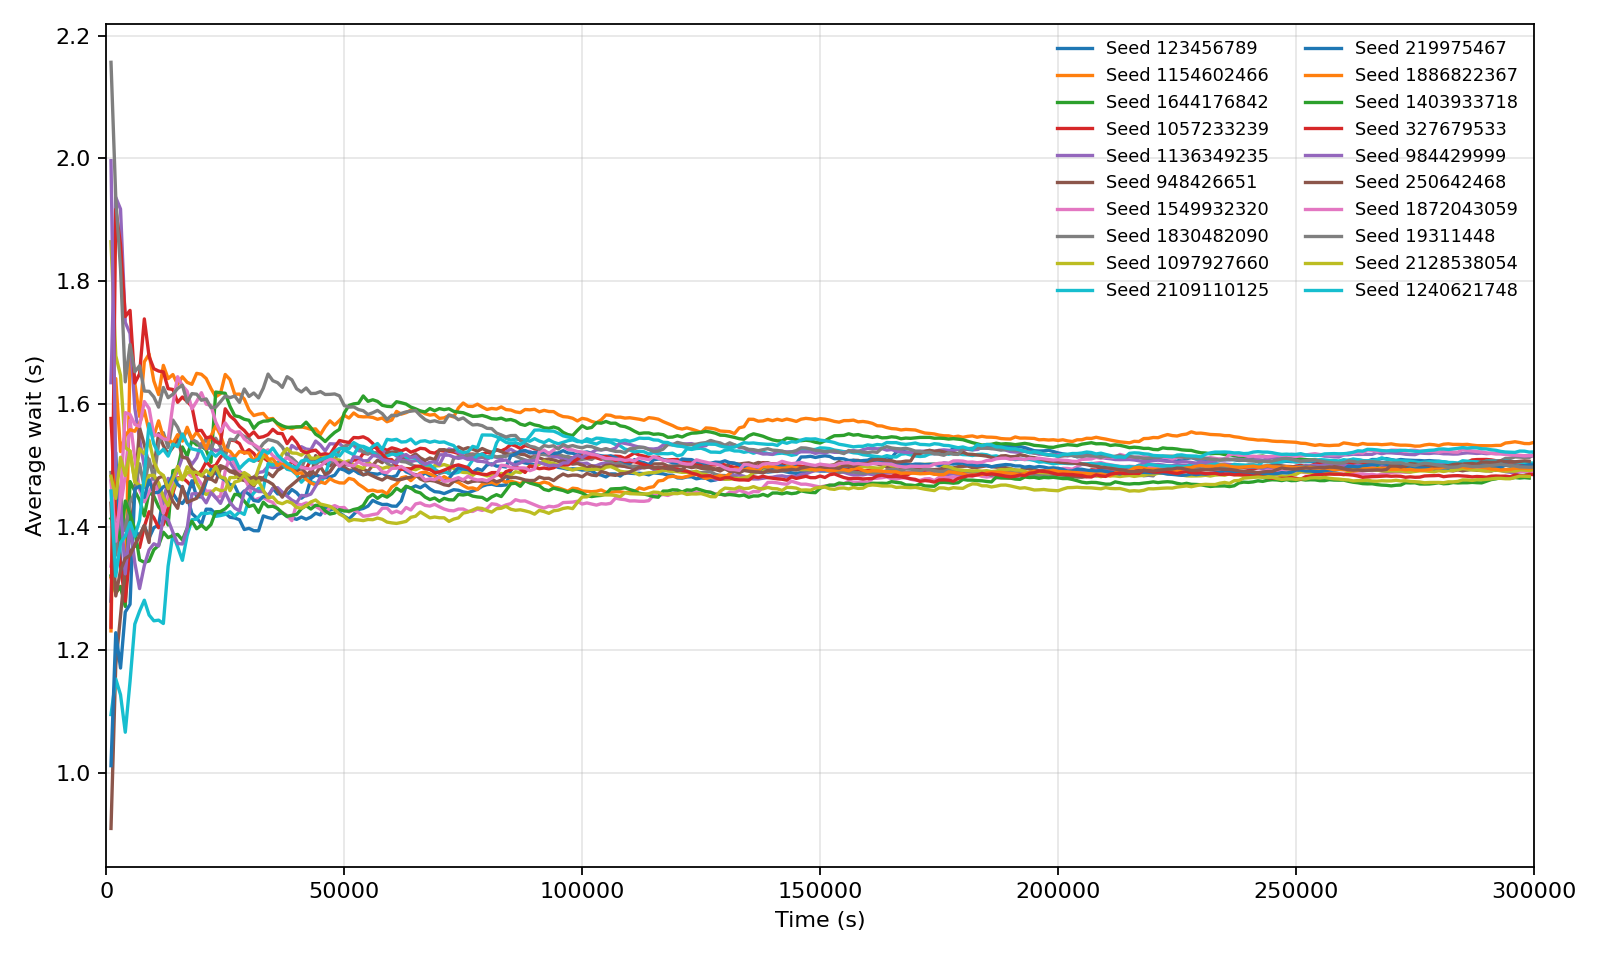 2.2
2.0
1.8
1.6
1.4
1.2
1.0
Average wait (s)
0 50000 100000 150000 200000 250000 300000
Time (s)
Seed 123456789
Seed 1154602466
Seed 1644176842
Seed 1057233239
Seed 1136349235
Seed 948426651
Seed 1549932320
Seed 1830482090
Seed 1097927660
Seed 2109110125
Seed 219975467
Seed 1886822367
Seed 1403933718
Seed 327679533
Seed 984429999
Seed 250642468
Seed 1872043059
Seed 19311448
Seed 2128538054
Seed 1240621748